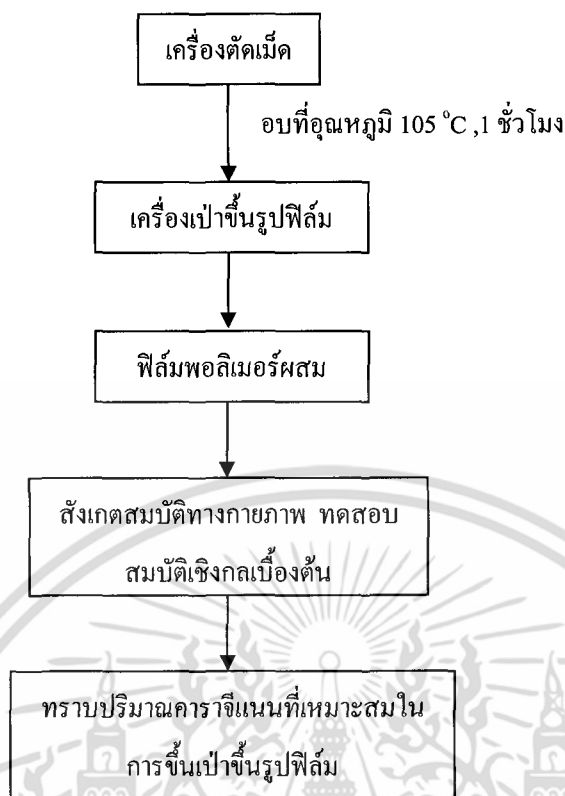 เครื่องตัดเม็ด
อบที่อุณหภูมิ 105 °C ,1 ชั่วโมง
เครื่องเป่าขึ้นรูปฟิล์ม
ฟิล์มพอลิเมอร์ผสม
สังเกตสมบัติทางกายภาพ ทดสอบ
สมบัติเชิงกลเบื้องต้น
ทราบปริมาณคาราจีแนนที่เหมาะสมใน
การขึ้นเป่าขึ้นรูปฟิล์ม